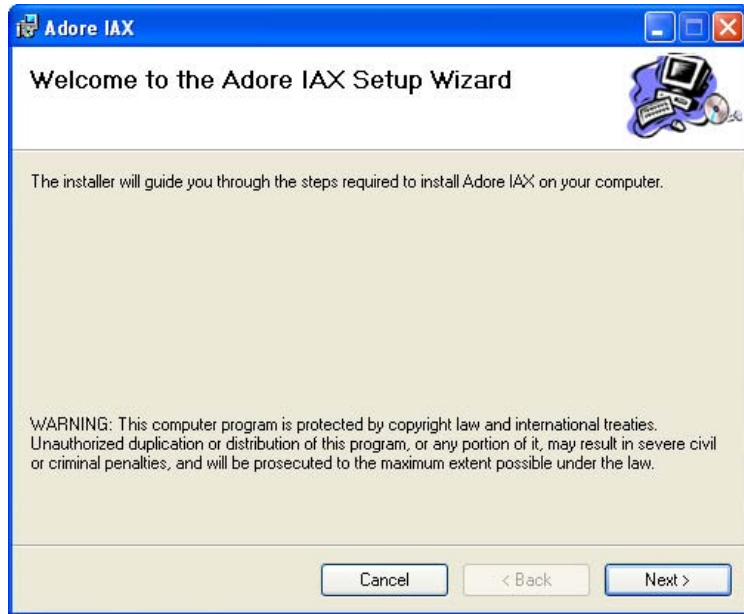 Adore IAX
Welcome to the Adore IAX Setup Wizard
The installer will guide you through the steps required to install Adore IAX on your computer.
WARNING: This computer program is protected by copyright law and international treaties.
Unauthorized duplication or distribution of this program, or any portion of it, may result in severe civil
or criminal penalties, and will be prosecuted to the maximum extent possible under the law.
Cancel < Back Next >